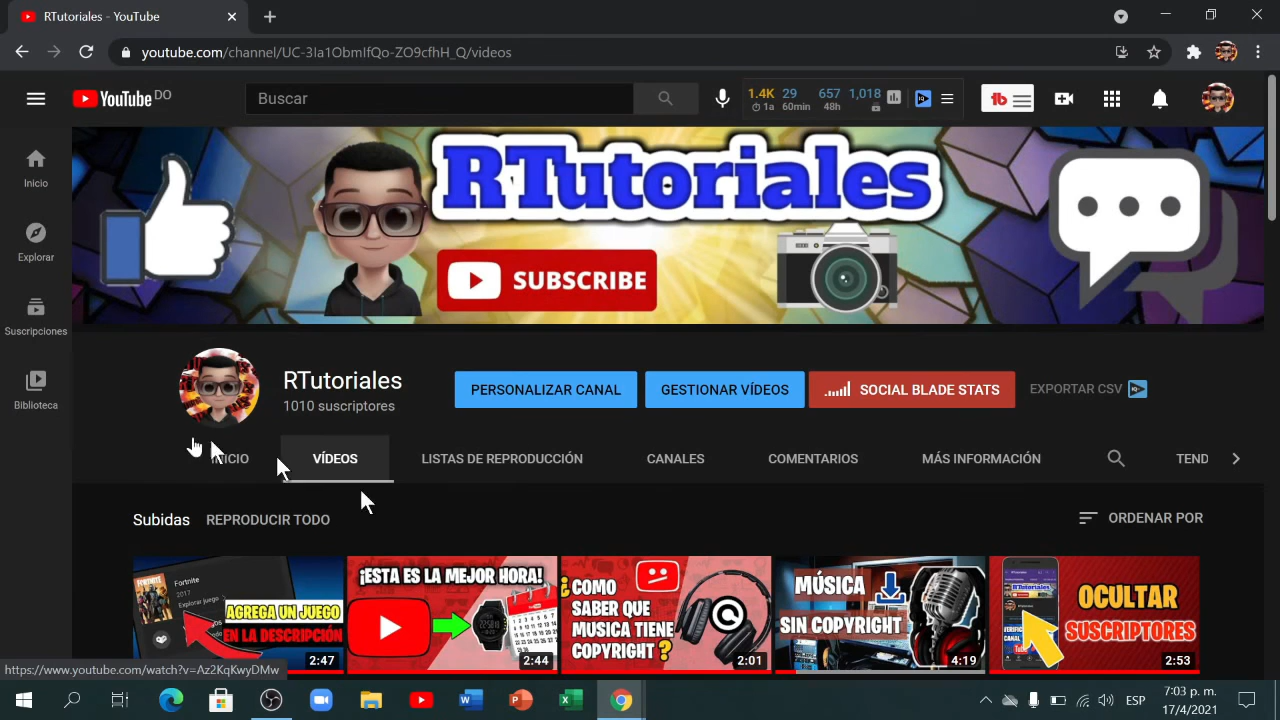 RTutoriales - YouTube
youtube.com/channel/UC-3Ia1ObmIfQo-ZO9cfhH_Q/videos
YouTube DO
Buscar
1.4K 29 657 1,018
1a 60min 48h
Inicio
Explorar
Suscripciones
Biblioteca
RTutoriales
SUBSCRIBE
RTutoriales
1010 suscriptores
PERSONALIZAR CANAL
GESTIONAR VÍDEOS
SOCIAL BLADE STATS
EXPORTAR CSV
VÍDEOS
LISTAS DE REPRODUCCIÓN
CANALES
COMENTARIOS
MÁS INFORMACIÓN
TEND
Subidas
REPRODUCIR TODO
ORDENAR POR
Fortnite
2017
Explorar juego
AGREGA UN JUEGO
EN LA DESCRIPCIÓN
2:47
¡ESTA ES LA MEJOR HORA!
2:44
¿COMO
SABER QUE
MUSICA TIENE
COPYRIGHT?
2:01
MÚSICA
SIN COPYRIGHT
4:19
OCULTAR
SUSCRIPTORES
2:53
https://www.youtube.com/watch?v=Az2KqKwyDMw
ESP
7:03 p. m.
17/4/2021